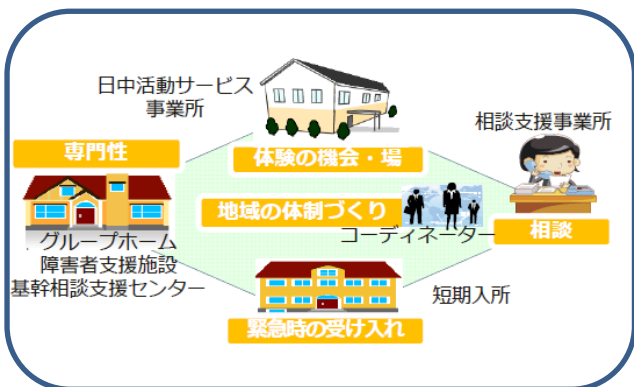 日中活動サービス
事業所
相談支援事業所
専門性
体験の機会・場
地域の体制づくり
コーディネーター
相談
グループホーム
障害者支援施設
基幹相談支援センター
短期入所
緊急時の受け入れ